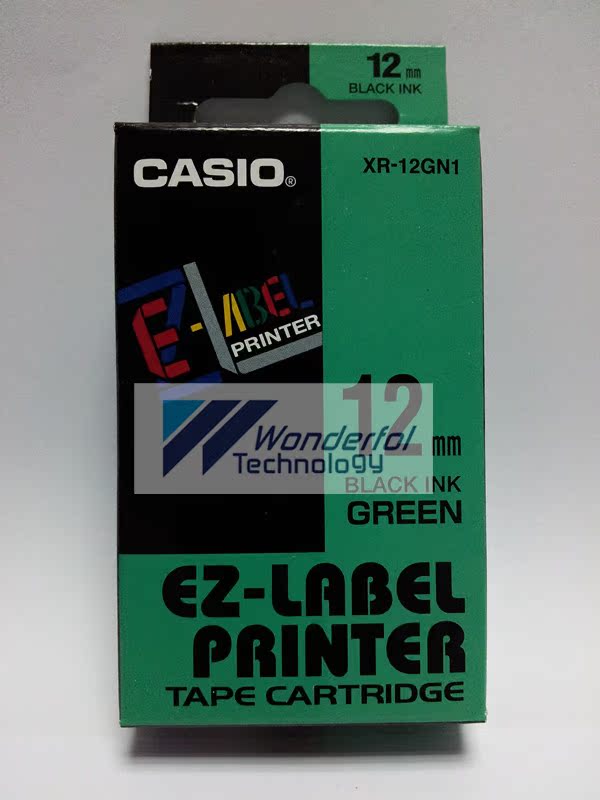 12 mm
BLACK INK
CASIO®
XR-12GN1
EZ-LABEL
PRINTER
12 mm
Wonderfol
Technology
BLACK INK
GREEN
EZ-LABEL
PRINTER
TAPE CARTRIDGE